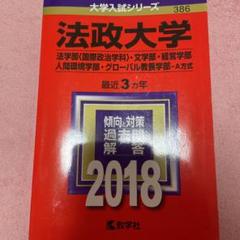 大学入試シリーズ
386
法政大学
法学部〈国際政治学科〉・文学部・経営学部
人間環境学部・グローバル教養学部-A方式
最近3カ年
傾向と対策
過去問
解答
2018
教学社